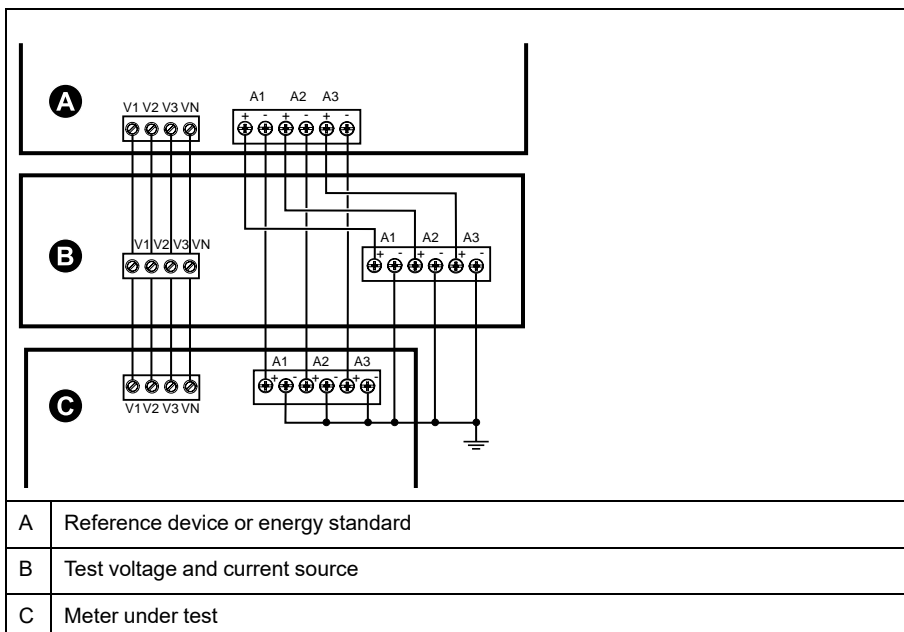 A
V1 V2 V3 VN
A1 A2 A3
+ - + - + -
B
V1 V2 V3 VN
A1 A2 A3
+ - + - + -
C
A1 A2 A3
+ - + - + -
V1 V2 V3 VN
A Reference device or energy standard
B Test voltage and current source
C Meter under test